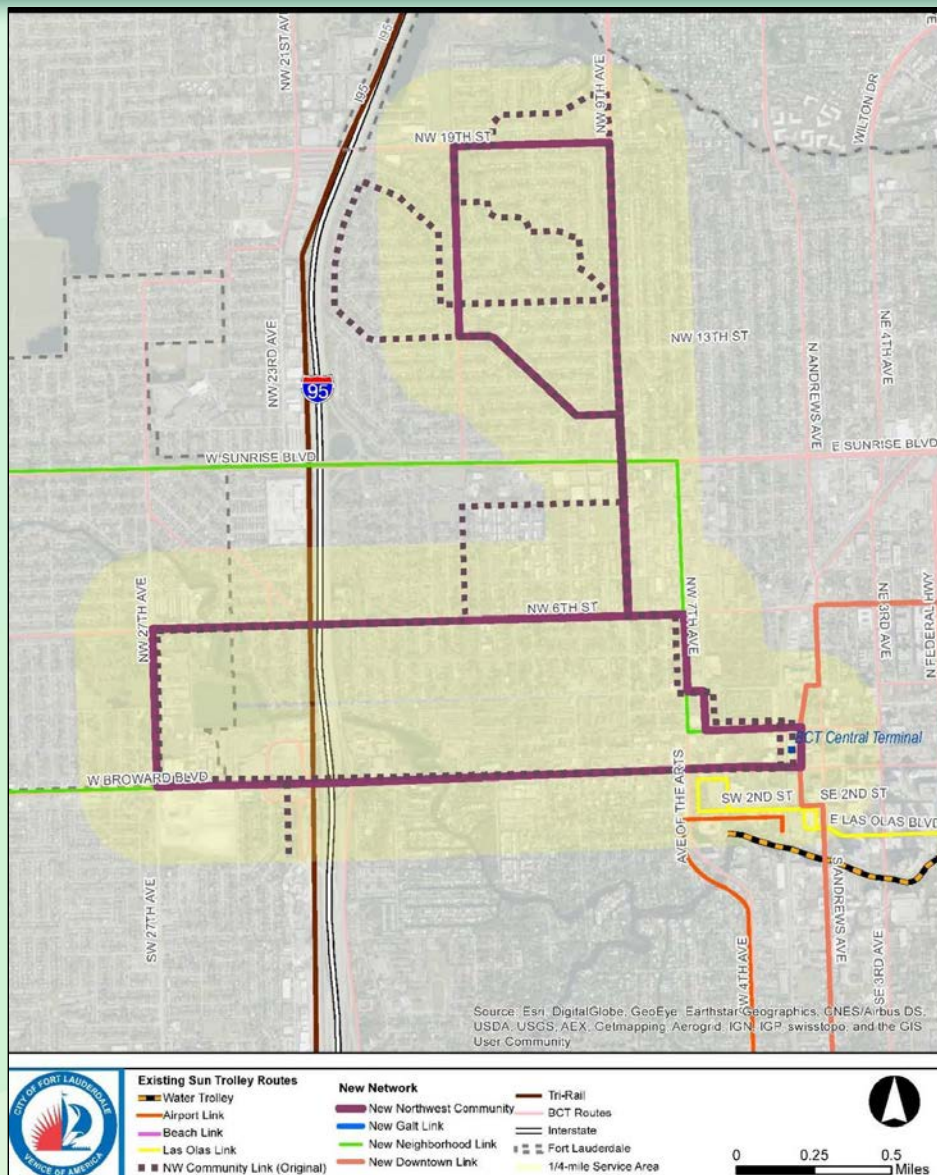 NW 21ST AV
I95
I95
NW 9TH AVE
WILTON DR
NW 19TH ST
NW 23RD AVE
NW 13TH ST
N ANDREWS AVE
NE 4TH AVE
95
W SUNRISE BLVD
E SUNRISE BLVD
NW 27TH AVE
NW 6TH ST
NW 7TH AVE
NE 3RD AVE
N FEDERAL HWY
BCT Central Terminal
W BROWARD BLVD
AVE OF THE ARTS
SW 2ND ST
SE 2ND ST
E LAS OLAS BLVD
SW 27TH AVE
SW 4TH AVE
S ANDREWS AVE
SE 3RD AVE
Source: Esri, DigitalGlobe, GeoEye, Earthstar Geographics, CNES/Airbus DS,
USDA, USGS, AEX, Getmapping, Aerogrid, IGN, IGP, swisstopo, and the GIS
User Community
CITY OF FORT LAUDERDALE
VENICE OF AMERICA
Existing Sun Trolley Routes
Water Trolley
Airport Link
Beach Link
Las Olas Link
NW Community Link (Original)
New Network
New Northwest Community
New Galt Link
New Neighborhood Link
New Downtown Link
Tri-Rail
BCT Routes
Interstate
Fort Lauderdale
1/4-mile Service Area
0 0.25 0.5
Miles